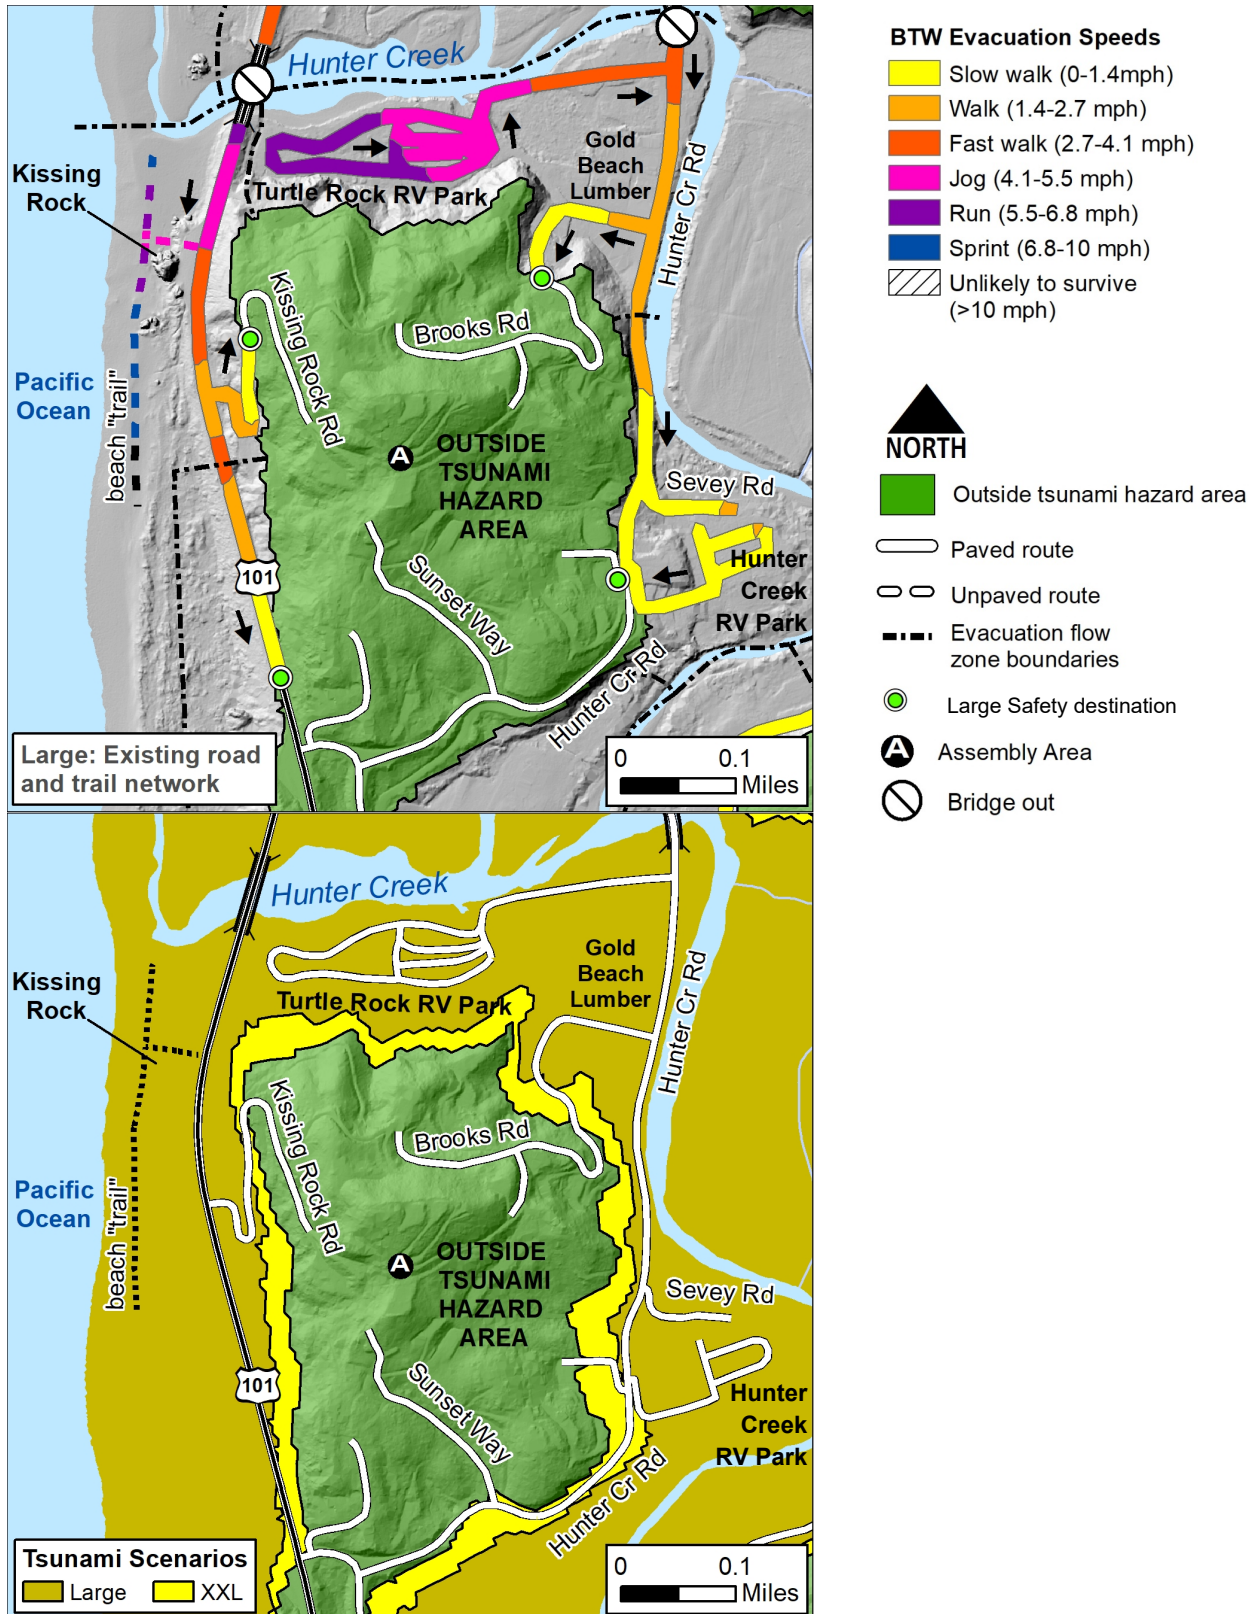 Hunter Creek
Kissing
Rock
Turtle Rock RV Park
Gold
Beach
Lumber
Hunter Cr Rd
Kissing Rock Rd
Brooks Rd
Pacific
Ocean
beach "trail"
A
OUTSIDE
TSUNAMI
HAZARD
AREA
Sevey Rd
101
Sunset Way
Hunter
Creek
RV Park
Hunter Cr Rd
Large: Existing road
and trail network
0 0.1
Miles
BTW Evacuation Speeds
Slow walk (0-1.4mph)
Walk (1.4-2.7 mph)
Fast walk (2.7-4.1 mph)
Jog (4.1-5.5 mph)
Run (5.5-6.8 mph)
Sprint (6.8-10 mph)
Unlikely to survive
(>10 mph)
NORTH
Outside tsunami hazard area
Paved route
Unpaved route
Evacuation flow
zone boundaries
Large Safety destination
A Assembly Area
Bridge out
Hunter Creek
Kissing
Rock
Turtle Rock RV Park
Gold
Beach
Lumber
Hunter Cr Rd
Kissing Rock Rd
Brooks Rd
Pacific
Ocean
beach "trail"
A
OUTSIDE
TSUNAMI
HAZARD
AREA
Sevey Rd
101
Sunset Way
Hunter
Creek
RV Park
Hunter Cr Rd
Tsunami Scenarios
Large XXL
0 0.1
Miles